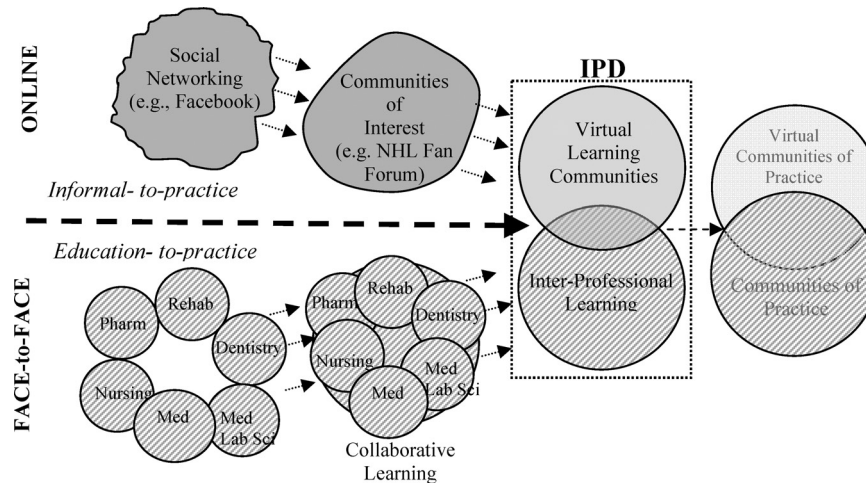 ONLINE
Social
Networking
(e.g., Facebook)
Communities
of
Interest
(e.g. NHL Fan
Forum)
IPD
Virtual
Learning
Communities
Virtual
Communities of
Practice
Informal- to-practice
Education- to-practice
FACE-to-FACE
Pharm
Rehab
Dentistry
Nursing
Med
Med
Lab Sci
Pharm
Rehab
Dentistry
Nursing
Med
Lab Sci
Med
Collaborative
Learning
Inter-Professional
Learning
Communities of
Practice